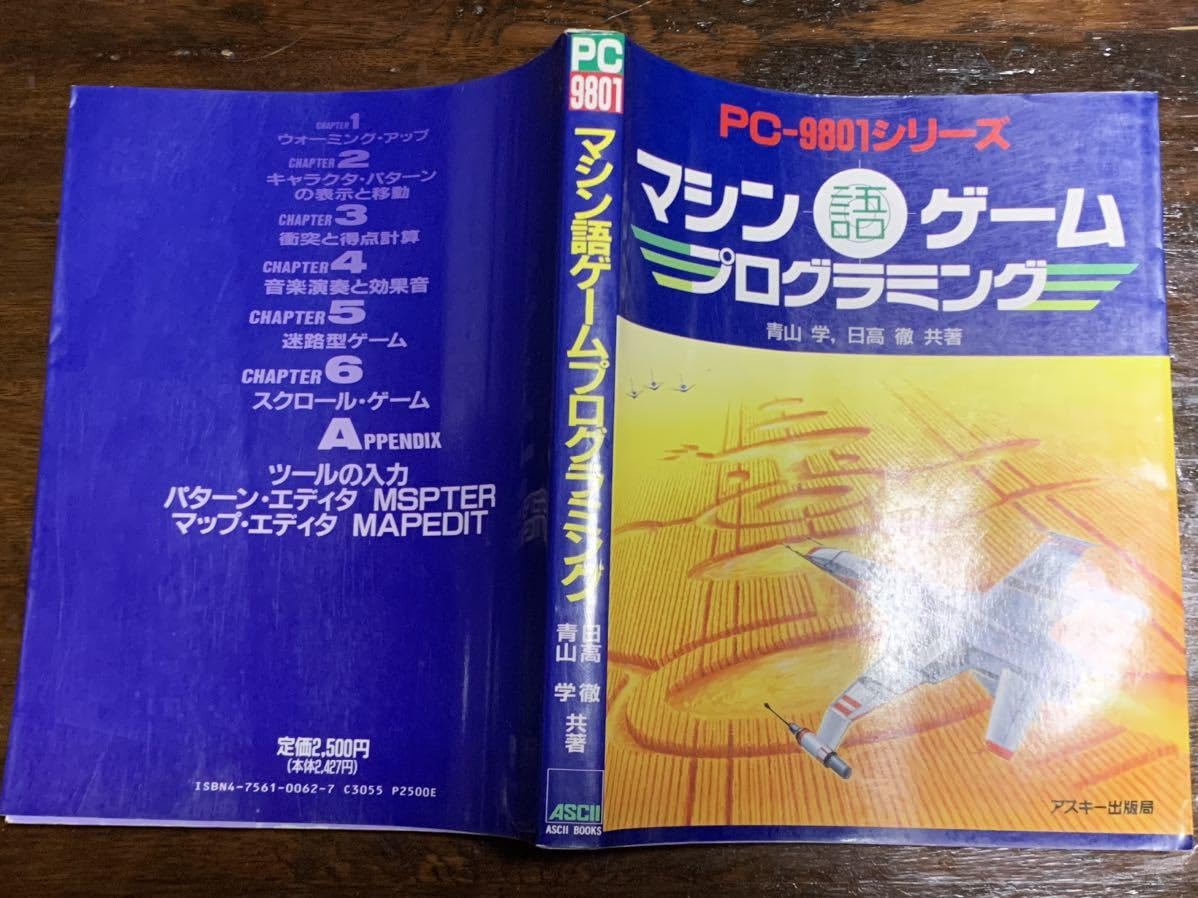 CHAPTER 1
ウォーミング・アップ
CHAPTER 2
キャラクタ・パターン
の表示と移動
CHAPTER 3
衝突と得点計算
CHAPTER 4
音楽演奏と効果音
CHAPTER 5
迷路型ゲーム
CHAPTER 6
スクロール・ゲーム
APPENDIX
ツールの入力
パターン・エディタ MSPTER
マップ・エディタ MAPEDIT
定価2,500円
(本体2,427円)
ISBN4-7561-0062-7 C3055 P2500E
PC
9801
マシン語ゲームプログラミング
日高 徹
青山 学
共著
ASCII
ASCII BOOKS
PC-9801シリーズ
マシン語ゲーム
プログラミング
青山 学, 日高 徹 共著
アスキー出版局